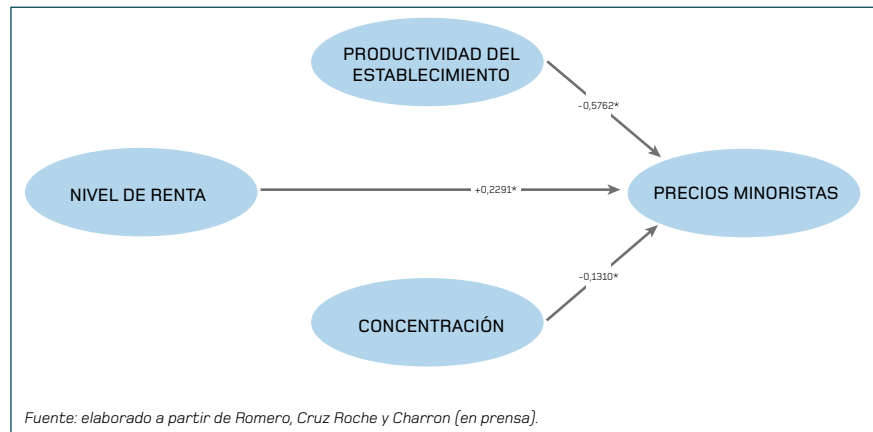 PRODUCTIVIDAD DEL
ESTABLECIMIENTO
-0,5762*
NIVEL DE RENTA
+0,2291*
PRECIOS MINORISTAS
-0,1310*
CONCENTRACIÓN
Fuente: elaborado a partir de Romero, Cruz Roche y Charron (en prensa).